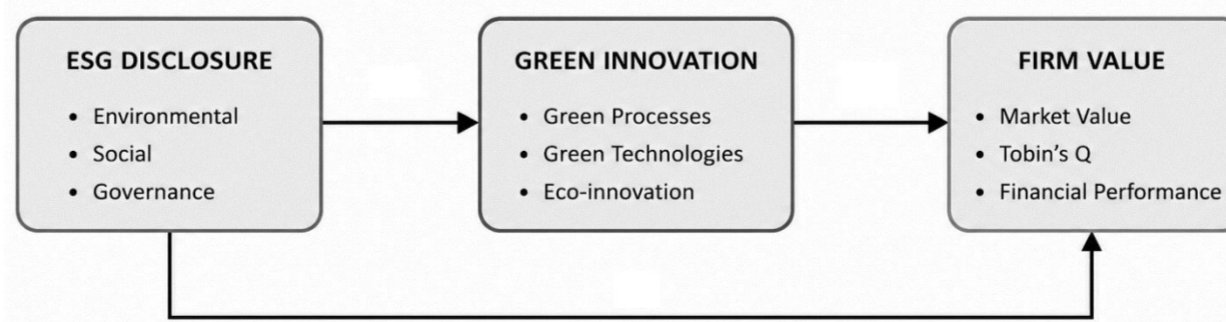 ESG DISCLOSURE
• Environmental
• Social
• Governance
GREEN INNOVATION
• Green Processes
• Green Technologies
• Eco-innovation
FIRM VALUE
• Market Value
• Tobin’s Q
• Financial Performance